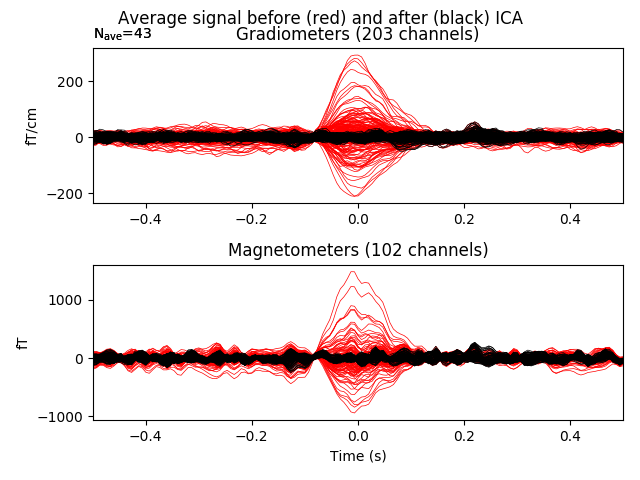 Average signal before (red) and after (black) ICA
Nave=43
Gradiometers (203 channels)
fT/cm
200
0
−200
−0.4 −0.2 0.0 0.2 0.4
Magnetometers (102 channels)
fT
1000
0
−1000
−0.4 −0.2 0.0 0.2 0.4
Time (s)